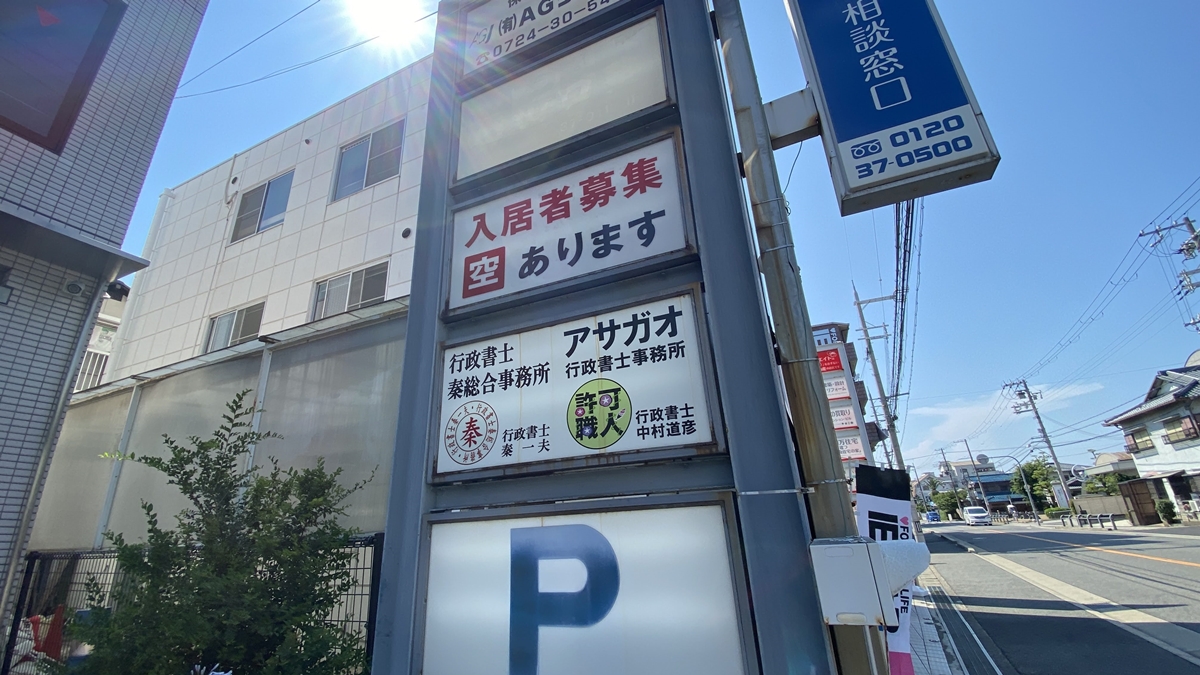 (有)AG
0724-30-54
入居者募集
空 あります
行政書士
秦総合事務所
秦
行政書士
秦 一夫
アサガオ
行政書士事務所
許可
職人
行政書士
中村道彦
P
相談窓口
0120
37-0500